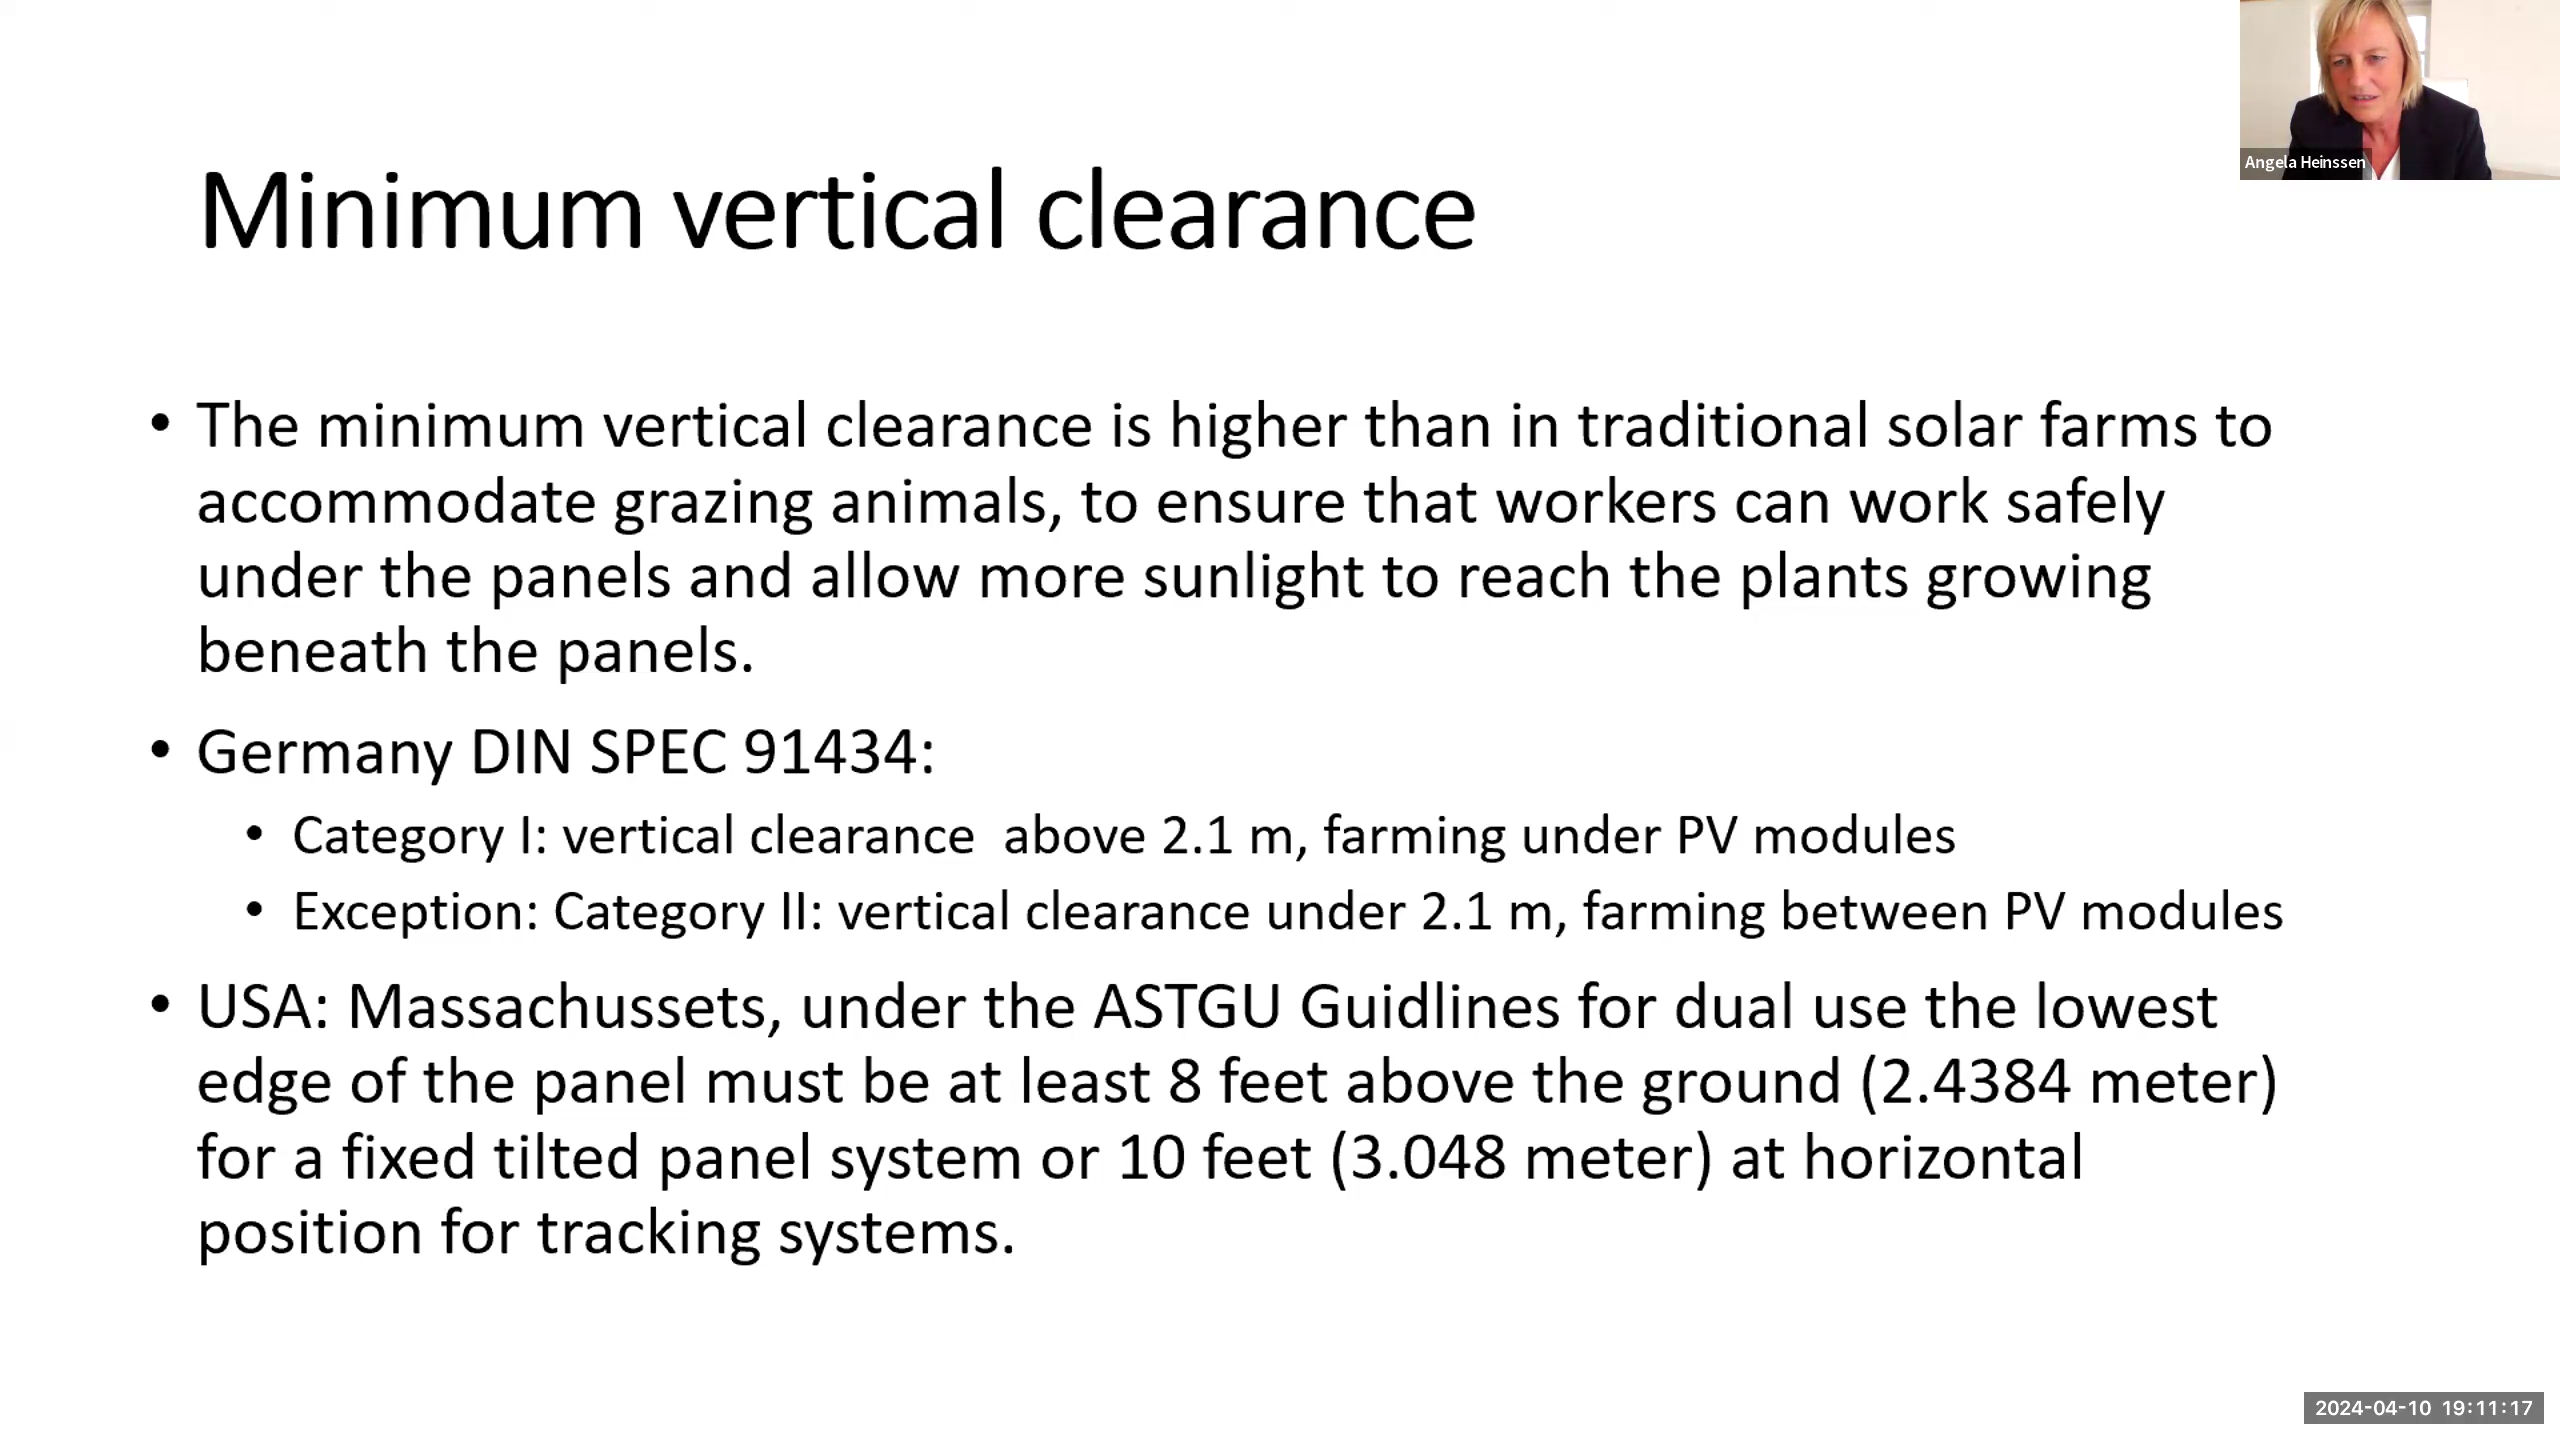 Angela Heinssen
Minimum vertical clearance
• The minimum vertical clearance is higher than in traditional solar farms to
accommodate grazing animals, to ensure that workers can work safely
under the panels and allow more sunlight to reach the plants growing
beneath the panels.
• Germany DIN SPEC 91434:
• Category I: vertical clearance  above 2.1 m, farming under PV modules
• Exception: Category II: vertical clearance under 2.1 m, farming between PV modules
• USA: Massachussets, under the ASTGU Guidlines for dual use the lowest
edge of the panel must be at least 8 feet above the ground (2.4384 meter)
for a fixed tilted panel system or 10 feet (3.048 meter) at horizontal
position for tracking systems.
2024-04-10 19:11:17